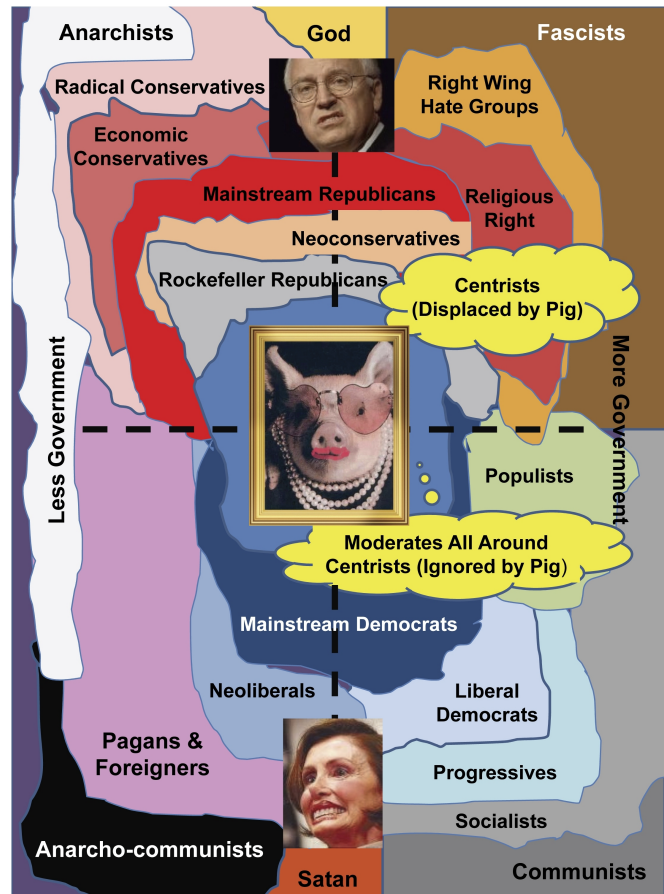 Anarchists
God
Fascists
Radical Conservatives
Right Wing
Hate Groups
Economic
Conservatives
Mainstream Republicans
Religious
Right
Neoconservatives
Rockefeller Republicans
Centrists
(Displaced by Pig)
Less Government
More Government
Populists
Moderates All Around
Centrists (Ignored by Pig)
Mainstream Democrats
Neoliberals
Liberal
Democrats
Pagans &
Foreigners
Progressives
Socialists
Anarcho-communists
Communists
Satan